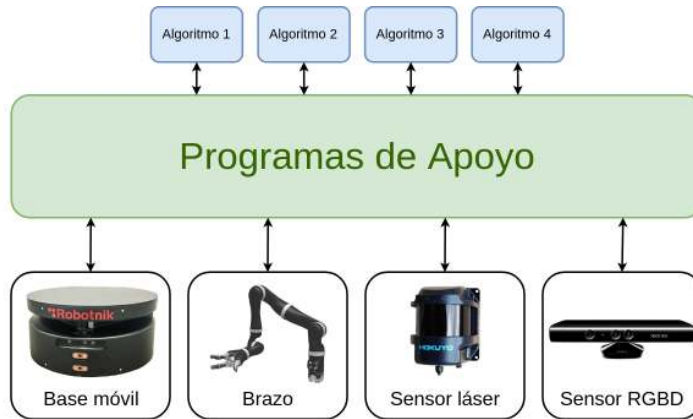 Algoritmo 1
Algoritmo 2
Algoritmo 3
Algoritmo 4
Programas de Apoyo
Robotnik
HOKUYO
Base móvil
Brazo
Sensor láser
Sensor RGBD